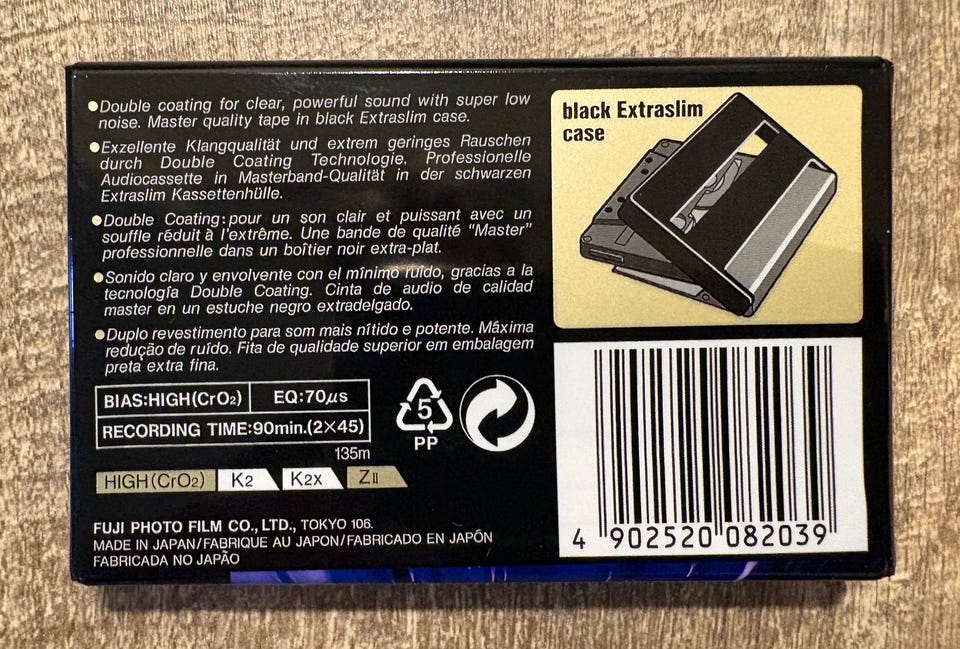 ●Double coating for clear, powerful sound with super low
noise. Master quality tape in black Extraslim case.
●Exzellente Klangqualität und extrem geringes Rauschen
durch Double Coating Technologie. Professionelle
Audiocassette in Masterband-Qualität in der schwarzen
Extraslim Kassettenhülle.
●Double Coating: pour un son clair et puissant avec un
souffle réduit à l'extrême. Une bande de qualité "Master"
professionnelle dans un boîtier noir extra-plat.
●Sonido claro y envolvente con el mínimo ruido, gracias a la
tecnología Double Coating. Cinta de audio de calidad
master en un estuche negro extradelgado.
●Duplo revestimento para som mais nítido e potente. Máxima
redução de ruído. Fita de qualidade superior em embalagem
preta extra fina.
BIAS:HIGH(CrO₂) EQ:70μs
RECORDING TIME:90min.(2×45)
135m
5
PP
HIGH(CrO₂) K2 K2x ZII
FUJI PHOTO FILM CO., LTD., TOKYO 106.
MADE IN JAPAN/FABRIQUE AU JAPON/FABRICADO EN JAPÓN
FABRICADA NO JAPÃO
black Extraslim
case
4 902520 082039